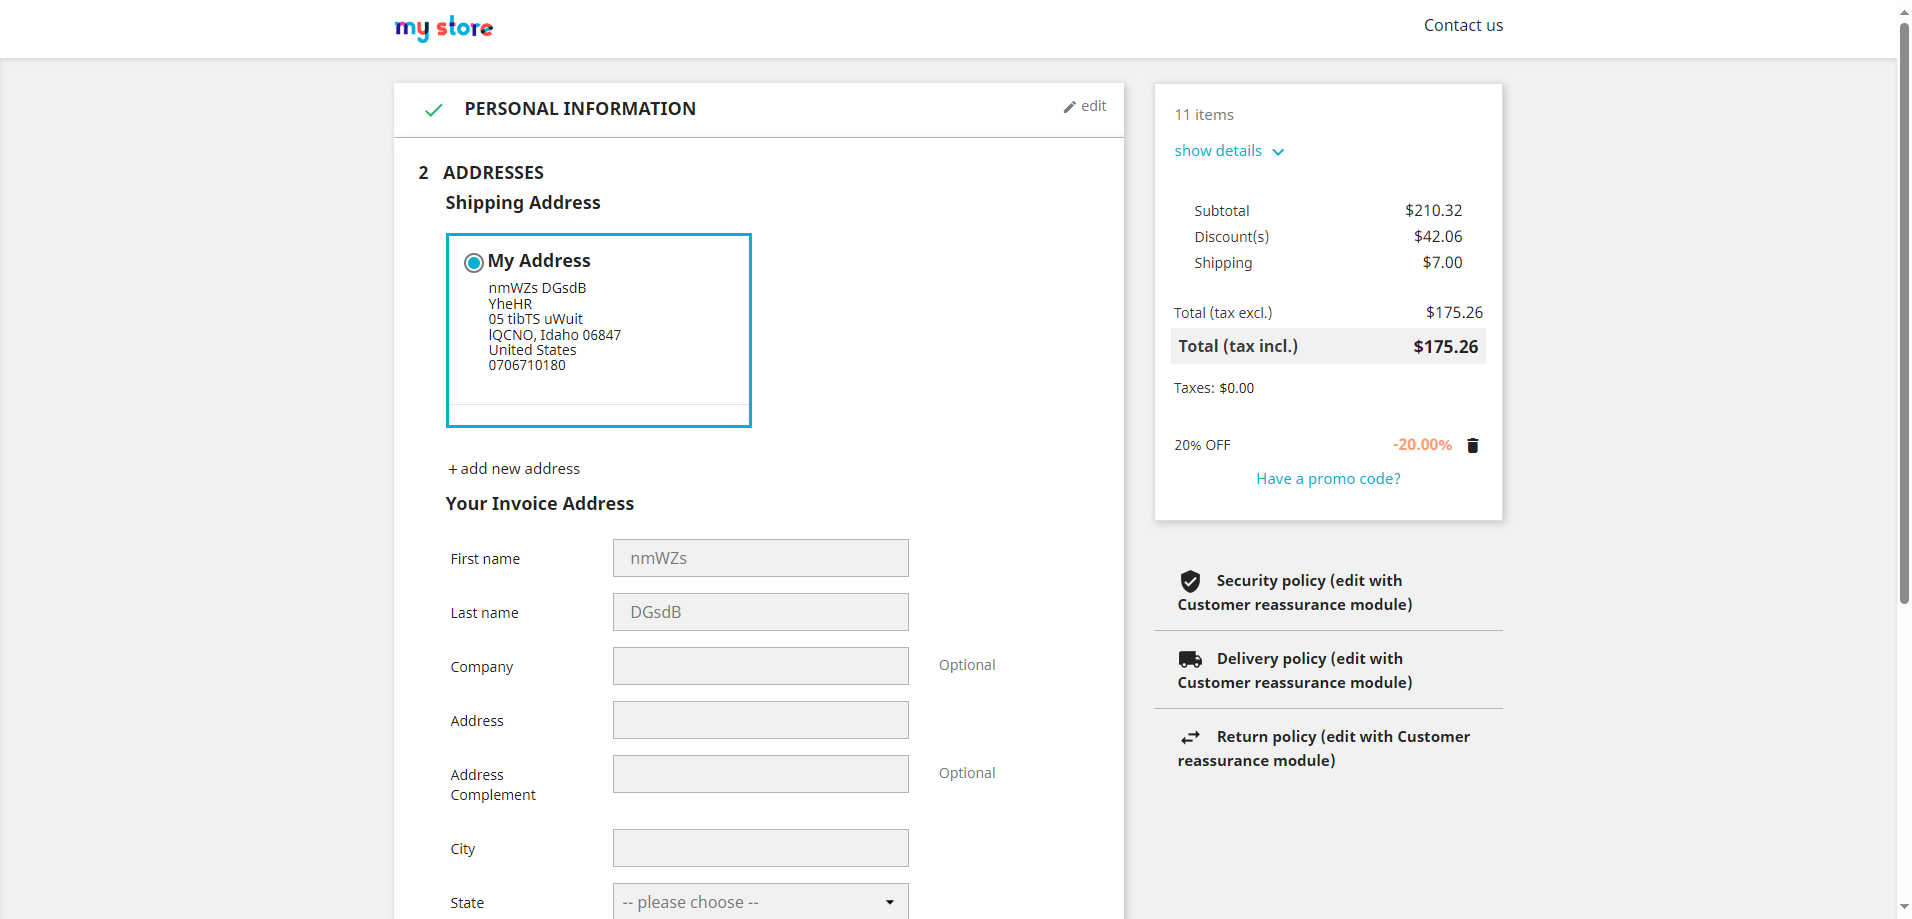 my store
Contact us
PERSONAL INFORMATION
edit
2 ADDRESSES
Shipping Address
My Address
nmWZs DGsdB
YheHR
05 tibTS uWuit
lQCNO, Idaho 06847
United States
0706710180
+ add new address
Your Invoice Address
First name
nmWZs
Last name
DGsdB
Company
Optional
Address
Address
Complement
Optional
City
State
-- please choose --
11 items
show details
Subtotal $210.32
Discount(s) $42.06
Shipping $7.00
Total (tax excl.) $175.26
Total (tax incl.) $175.26
Taxes: $0.00
20% OFF -20.00%
Have a promo code?
Security policy (edit with
Customer reassurance module)
Delivery policy (edit with
Customer reassurance module)
Return policy (edit with Customer
reassurance module)